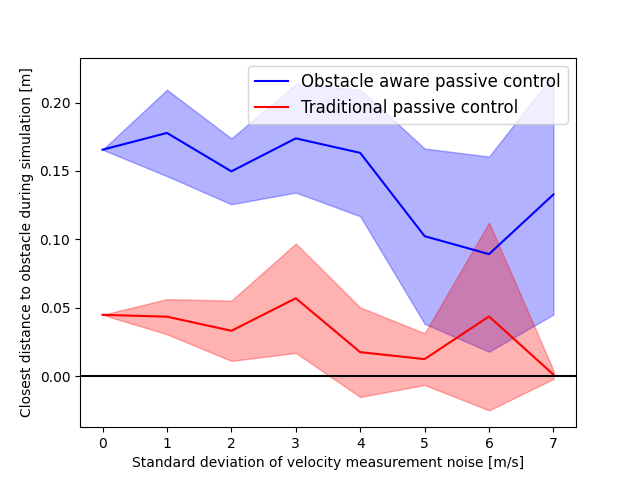 Obstacle aware passive control
Traditional passive control
Closest distance to obstacle during simulation [m]
0.20
0.15
0.10
0.05
0.00
0 1 2 3 4 5 6 7
Standard deviation of velocity measurement noise [m/s]